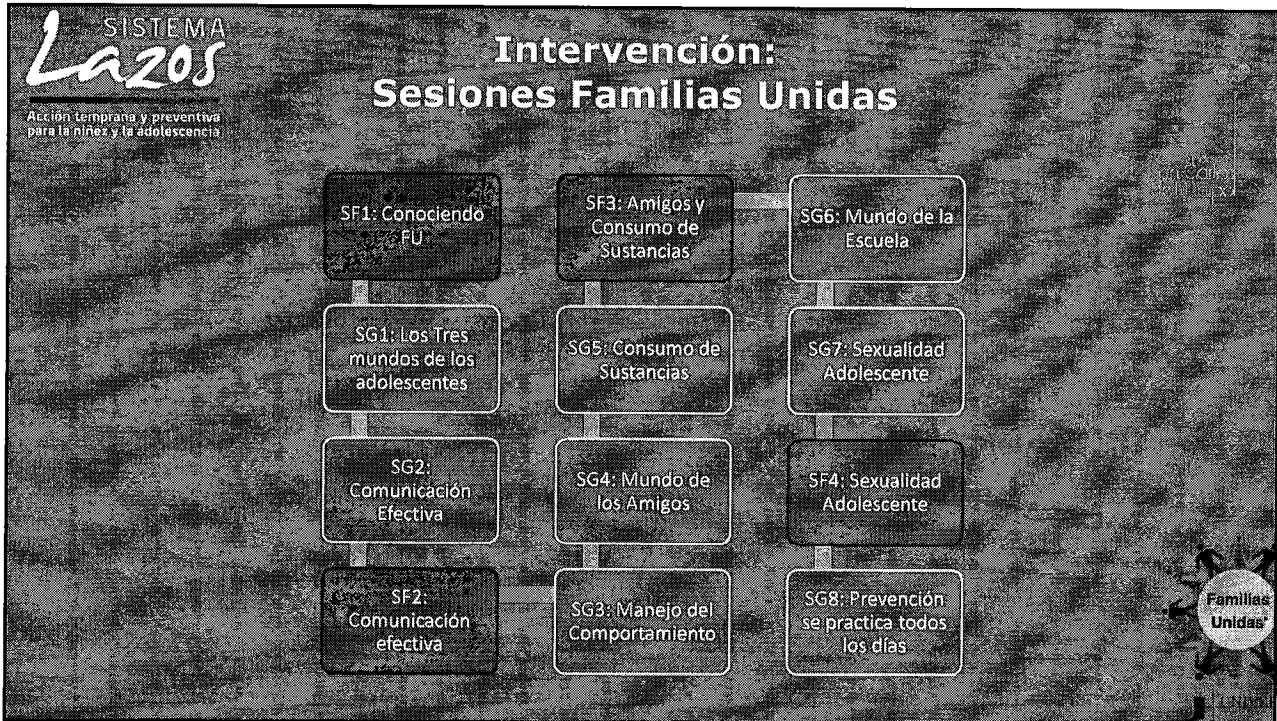 SISTEMA
Lazos
Acción temprana y preventiva
para la niñez y la adolescencia
Intervención:
Sesiones Familias Unidas
SF1: Conociendo
FU
SG1: Los Tres
mundos de los
adolescentes
SG2:
Comunicación
Efectiva
SF2:
Comunicación
efectiva
SG3: Manejo del
Comportamiento
SG4: Mundo de
los Amigos
SG5: Consumo de
Sustancias
SF3: Amigos y
Consumo de
Sustancias
SG6: Mundo de la
Escuela
SG7: Sexualidad
Adolescente
SF4: Sexualidad
Adolescente
SG8: Prevención
se practica todos
los días
Familias
Unidas